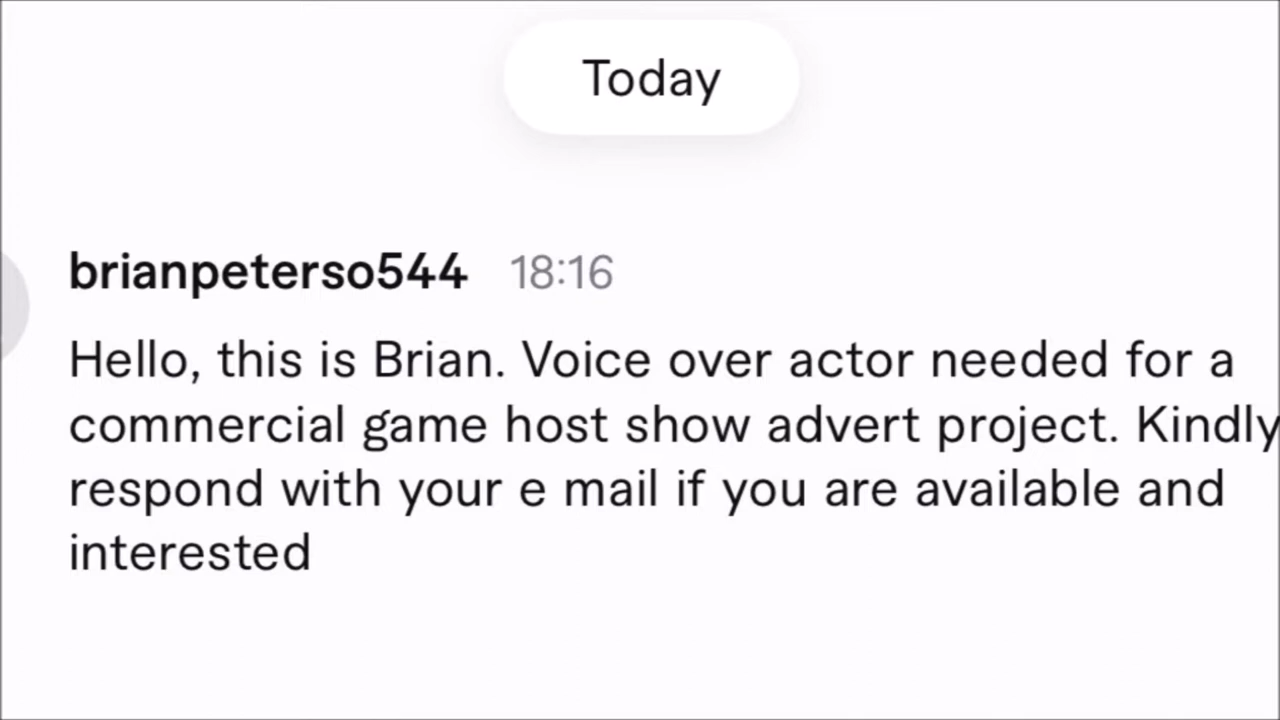 Today
brianpeterso544 18:16
Hello, this is Brian. Voice over actor needed for a
commercial game host show advert project. Kindly
respond with your e mail if you are available and
interested